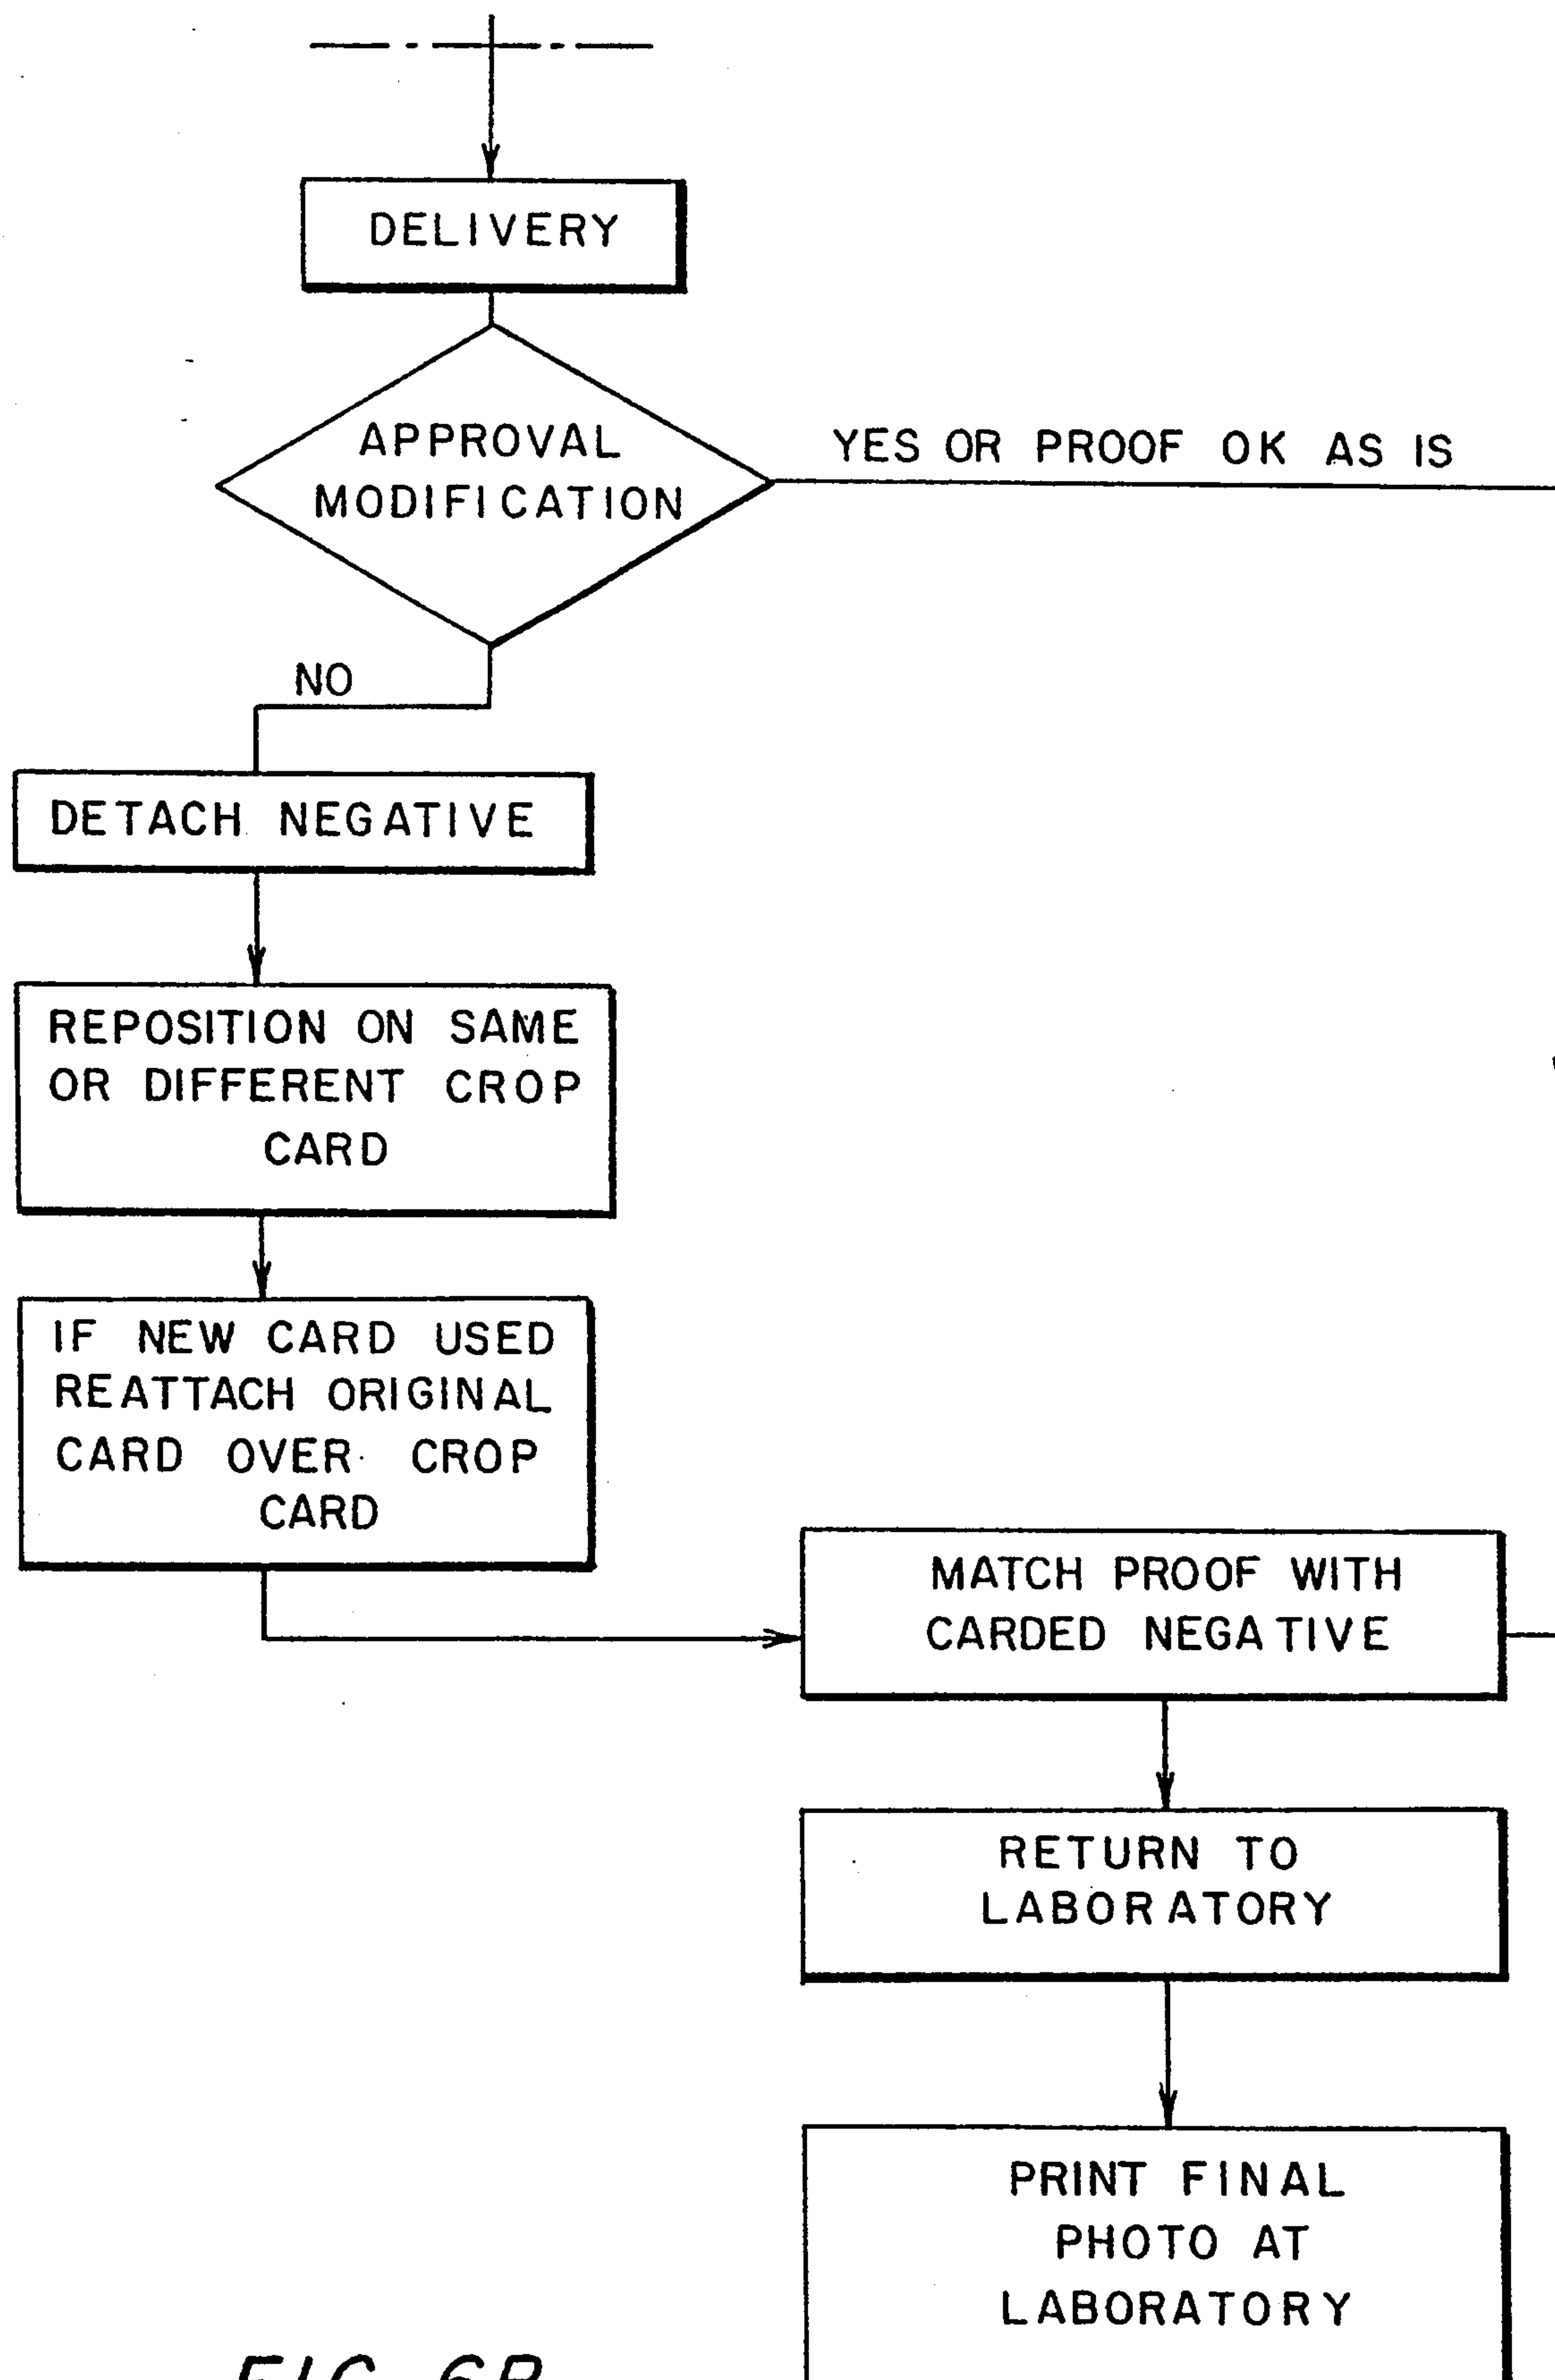 DELIVERY
APPROVAL
MODIFICATION
YES OR PROOF OK AS IS
NO
DETACH NEGATIVE
REPOSITION ON SAME
OR DIFFERENT CROP
CARD
IF NEW CARD USED
REATTACH ORIGINAL
CARD OVER CROP
CARD
MATCH PROOF WITH
CARDED NEGATIVE
RETURN TO
LABORATORY
PRINT FINAL
PHOTO AT
LABORATORY
FIG 6B